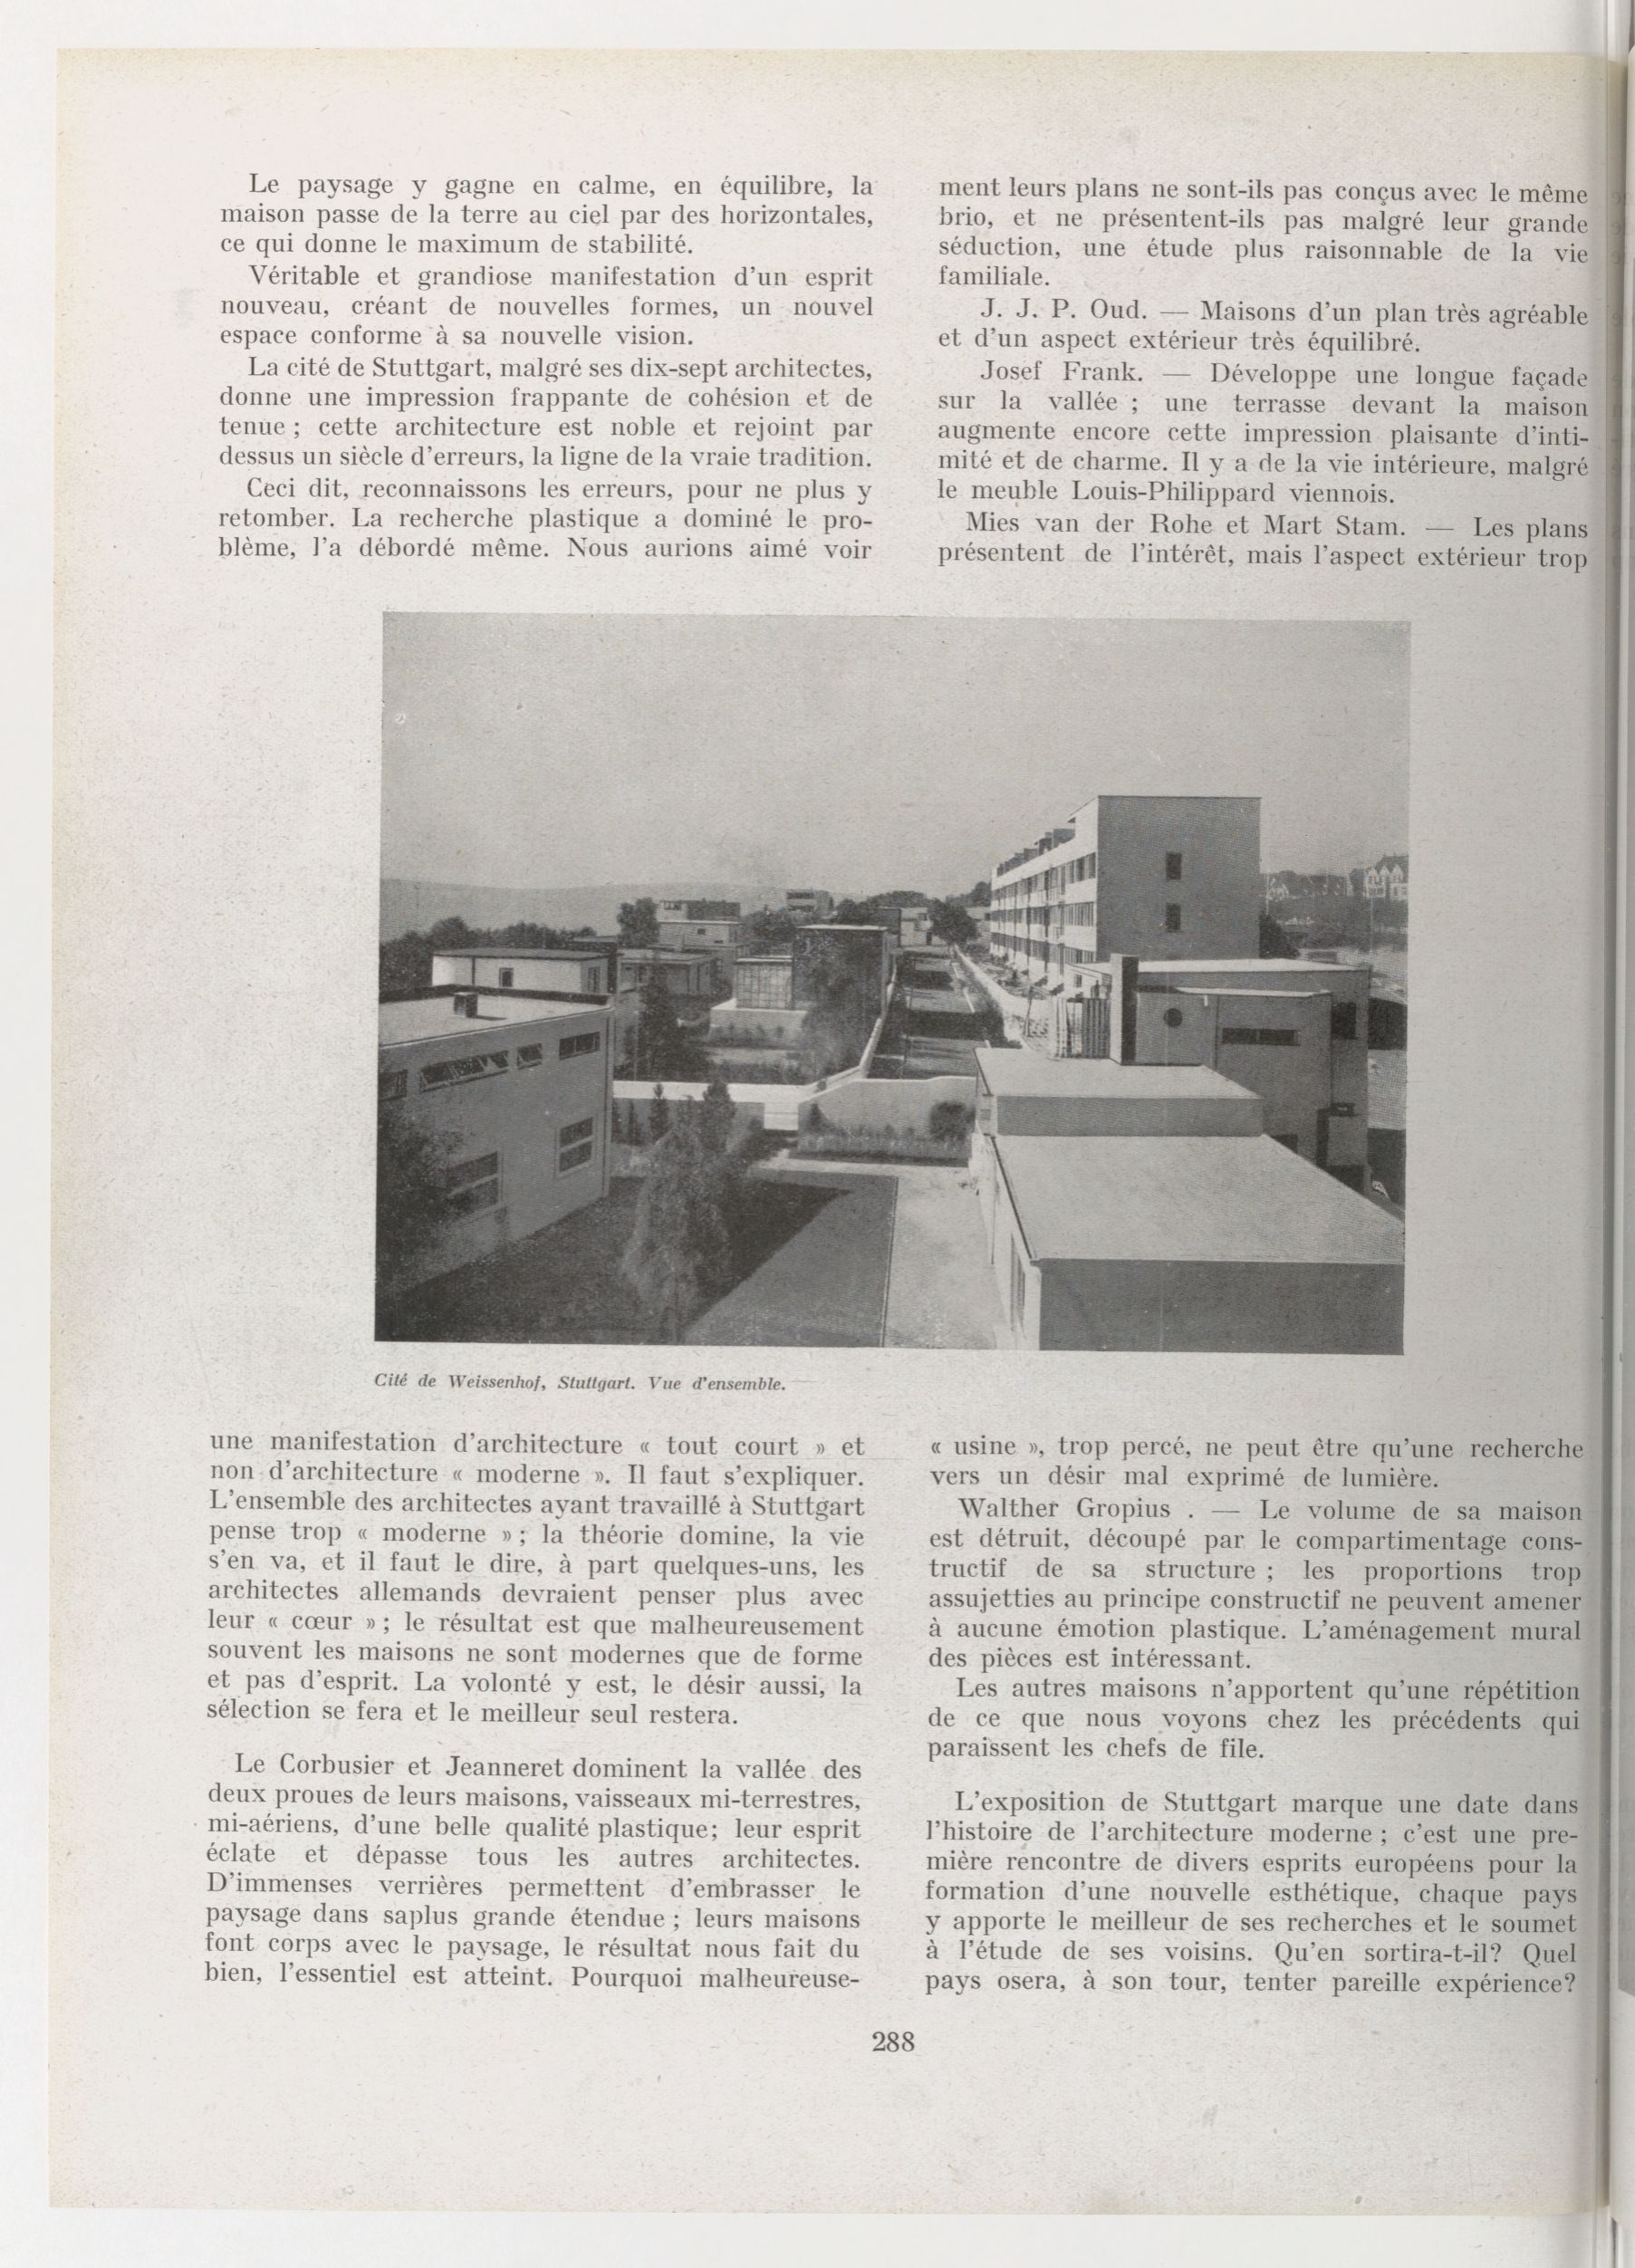 Le paysage y gagne en calme, en équilibre, la
maison passe de la terre au ciel par des horizontales,
ce qui donne le maximum de stabilité.
Véritable et grandiose manifestation d'un esprit
nouveau, créant de nouvelles formes, un nouvel
espace conforme à sa nouvelle vision.
La cité de Stuttgart, malgré ses dix-sept architectes,
donne une impression frappante de cohésion et de
tenue ; cette architecture est noble et rejoint par
dessus un siècle d'erreurs, la ligne de la vraie tradition.
Ceci dit, reconnaissons les erreurs, pour ne plus y
retomber. La recherche plastique a dominé le pro-
blème, l'a débordé même. Nous aurions aimé voir
une manifestation d'architecture « tout court » et
non d'architecture « moderne ». Il faut s'expliquer.
L'ensemble des architectes ayant travaillé à Stuttgart
pense trop « moderne » ; la théorie domine, la vie
s'en va, et il faut le dire, à part quelques-uns, les
architectes allemands devraient penser plus avec
leur « cœur » ; le résultat est que malheureusement
souvent les maisons ne sont modernes que de forme
et pas d'esprit. La volonté y est, le désir aussi, la
sélection se fera et le meilleur seul restera.
Le Corbusier et Jeanneret dominent la vallée des
deux proues de leurs maisons, vaisseaux mi-terrestres,
mi-aériens, d'une belle qualité plastique; leur esprit
éclate et dépasse tous les autres architectes.
D'immenses verrières permettent d'embrasser le
paysage dans saplus grande étendue ; leurs maisons
font corps avec le paysage, le résultat nous fait du
bien, l'essentiel est atteint. Pourquoi malheureuse-
ment leurs plans ne sont-ils pas conçus avec le même
brio, et ne présentent-ils pas malgré leur grande
séduction, une étude plus raisonnable de la vie
familiale.
J. J. P. Oud. — Maisons d'un plan très agréable
et d'un aspect extérieur très équilibré.
Josef Frank. — Développe une longue façade
sur la vallée ; une terrasse devant la maison
augmente encore cette impression plaisante d'inti-
mité et de charme. Il y a de la vie intérieure, malgré
le meuble Louis-Philippard viennois.
Mies van der Rohe et Mart Stam. — Les plans
présentent de l'intérêt, mais l'aspect extérieur trop
« usine », trop percé, ne peut être qu'une recherche
vers un désir mal exprimé de lumière.
Walther Gropius . — Le volume de sa maison
est détruit, découpé par le compartimentage cons-
tructif de sa structure ; les proportions trop
assujetties au principe constructif ne peuvent amener
à aucune émotion plastique. L'aménagement mural
des pièces est intéressant.
Les autres maisons n'apportent qu'une répétition
de ce que nous voyons chez les précédents qui
paraissent les chefs de file.
L'exposition de Stuttgart marque une date dans
l'histoire de l'architecture moderne ; c'est une pre-
mière rencontre de divers esprits européens pour la
formation d'une nouvelle esthétique, chaque pays
y apporte le meilleur de ses recherches et le soumet
à l'étude de ses voisins. Qu'en sortira-t-il? Quel
pays osera, à son tour, tenter pareille expérience?
Cité de Weissenhof, Stuttgart. Vue d'ensemble.
288